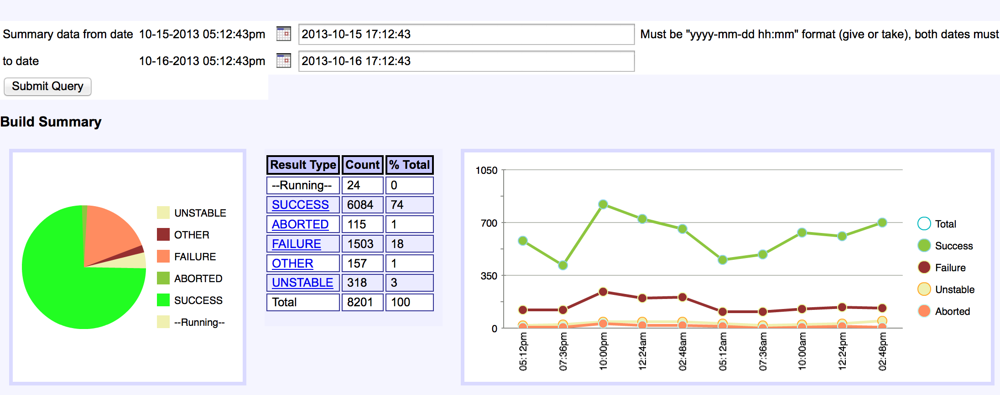 Summary data from date 10-15-2013 05:12:43pm 2013-10-15 17:12:43 Must be "yyyy-mm-dd hh:mm" format (give or take), both dates must
to date 10-16-2013 05:12:43pm 2013-10-16 17:12:43
Submit Query
Build Summary
UNSTABLE
OTHER
FAILURE
ABORTED
SUCCESS
--Running--
Result Type Count % Total
--Running-- 24 0
SUCCESS 6084 74
ABORTED 115 1
FAILURE 1503 18
OTHER 157 1
UNSTABLE 318 3
Total 8201 100
1050
700
350
0
05:12pm
07:36pm
10:00pm
12:24am
02:48am
05:12am
07:36am
10:00am
12:24pm
02:48pm
Total
Success
Failure
Unstable
Aborted